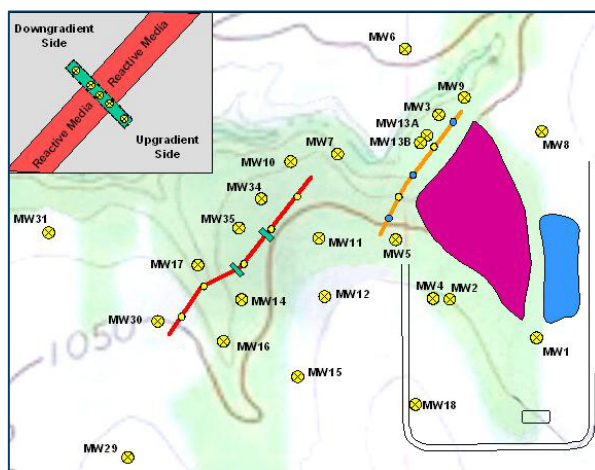 Downgradient
Side
Reactive Media
Reactive Media
Upgradient
Side
MW6
MW9
MW3
MW13A
MW13B
MW8
MW7
MW10
MW34
MW35
MW31
MW11
MW5
MW17
MW14
MW12
MW4
MW2
MW30
MW16
MW1
1050
MW15
MW18
MW29